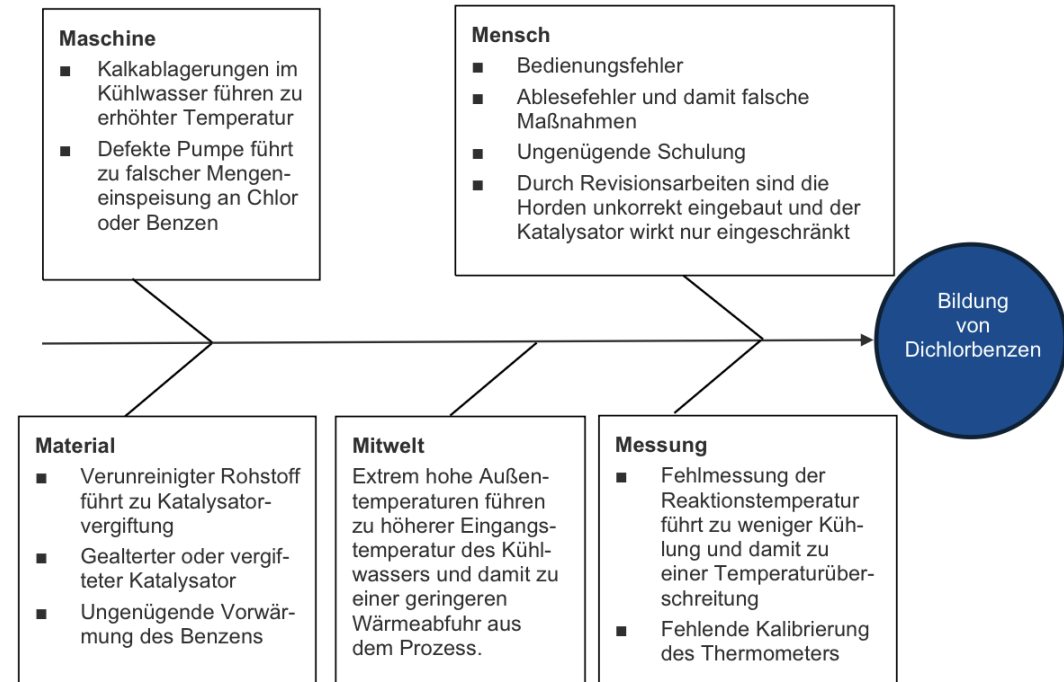 Maschine
■ Kalkablagerungen im
Kühlwasser führen zu
erhöhter Temperatur
■ Defekte Pumpe führt
zu falscher Mengen-
einspeisung an Chlor
oder Benzen
Mensch
■ Bedienungsfehler
■ Ablesefehler und damit falsche
Maßnahmen
■ Ungenügende Schulung
■ Durch Revisionsarbeiten sind die
Horden unkorrekt eingebaut und der
Katalysator wirkt nur eingeschränkt
Bildung
von
Dichlorbenzen
Material
■ Verunreinigter Rohstoff
führt zu Katalysator-
vergiftung
■ Gealterter oder vergif-
teter Katalysator
■ Ungenügende Vorwär-
mung des Benzens
Mitwelt
Extrem hohe Außen-
temperaturen führen
zu höherer Eingangs-
temperatur des Kühl-
wassers und damit zu
einer geringeren
Wärmeabfuhr aus
dem Prozess.
Messung
■ Fehlmessung der
Reaktionstemperatur
führt zu weniger Küh-
lung und damit zu
einer Temperaturüber-
schreitung
■ Fehlende Kalibrierung
des Thermometers